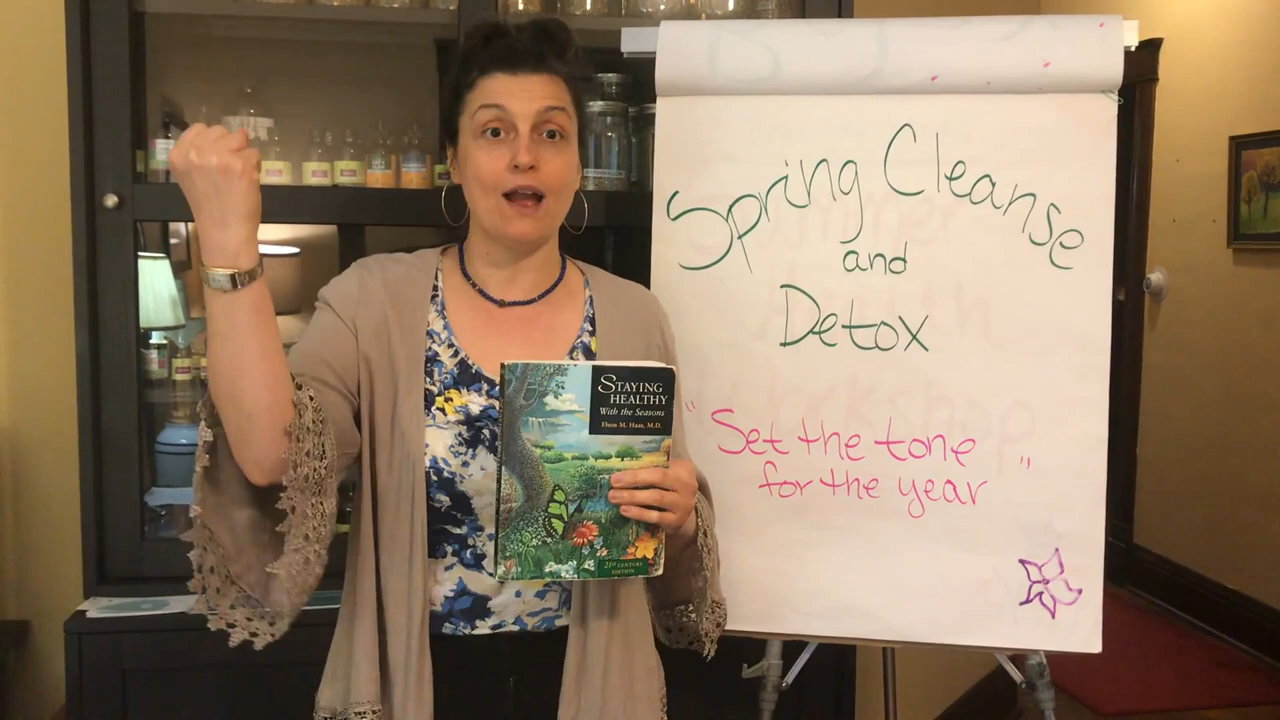 Spring Cleanse
and
Detox
"Set the tone
for the year"
STAYING
HEALTHY
With the Seasons
Elson M. Haas, M.D.
21ST CENTURY
EDITION